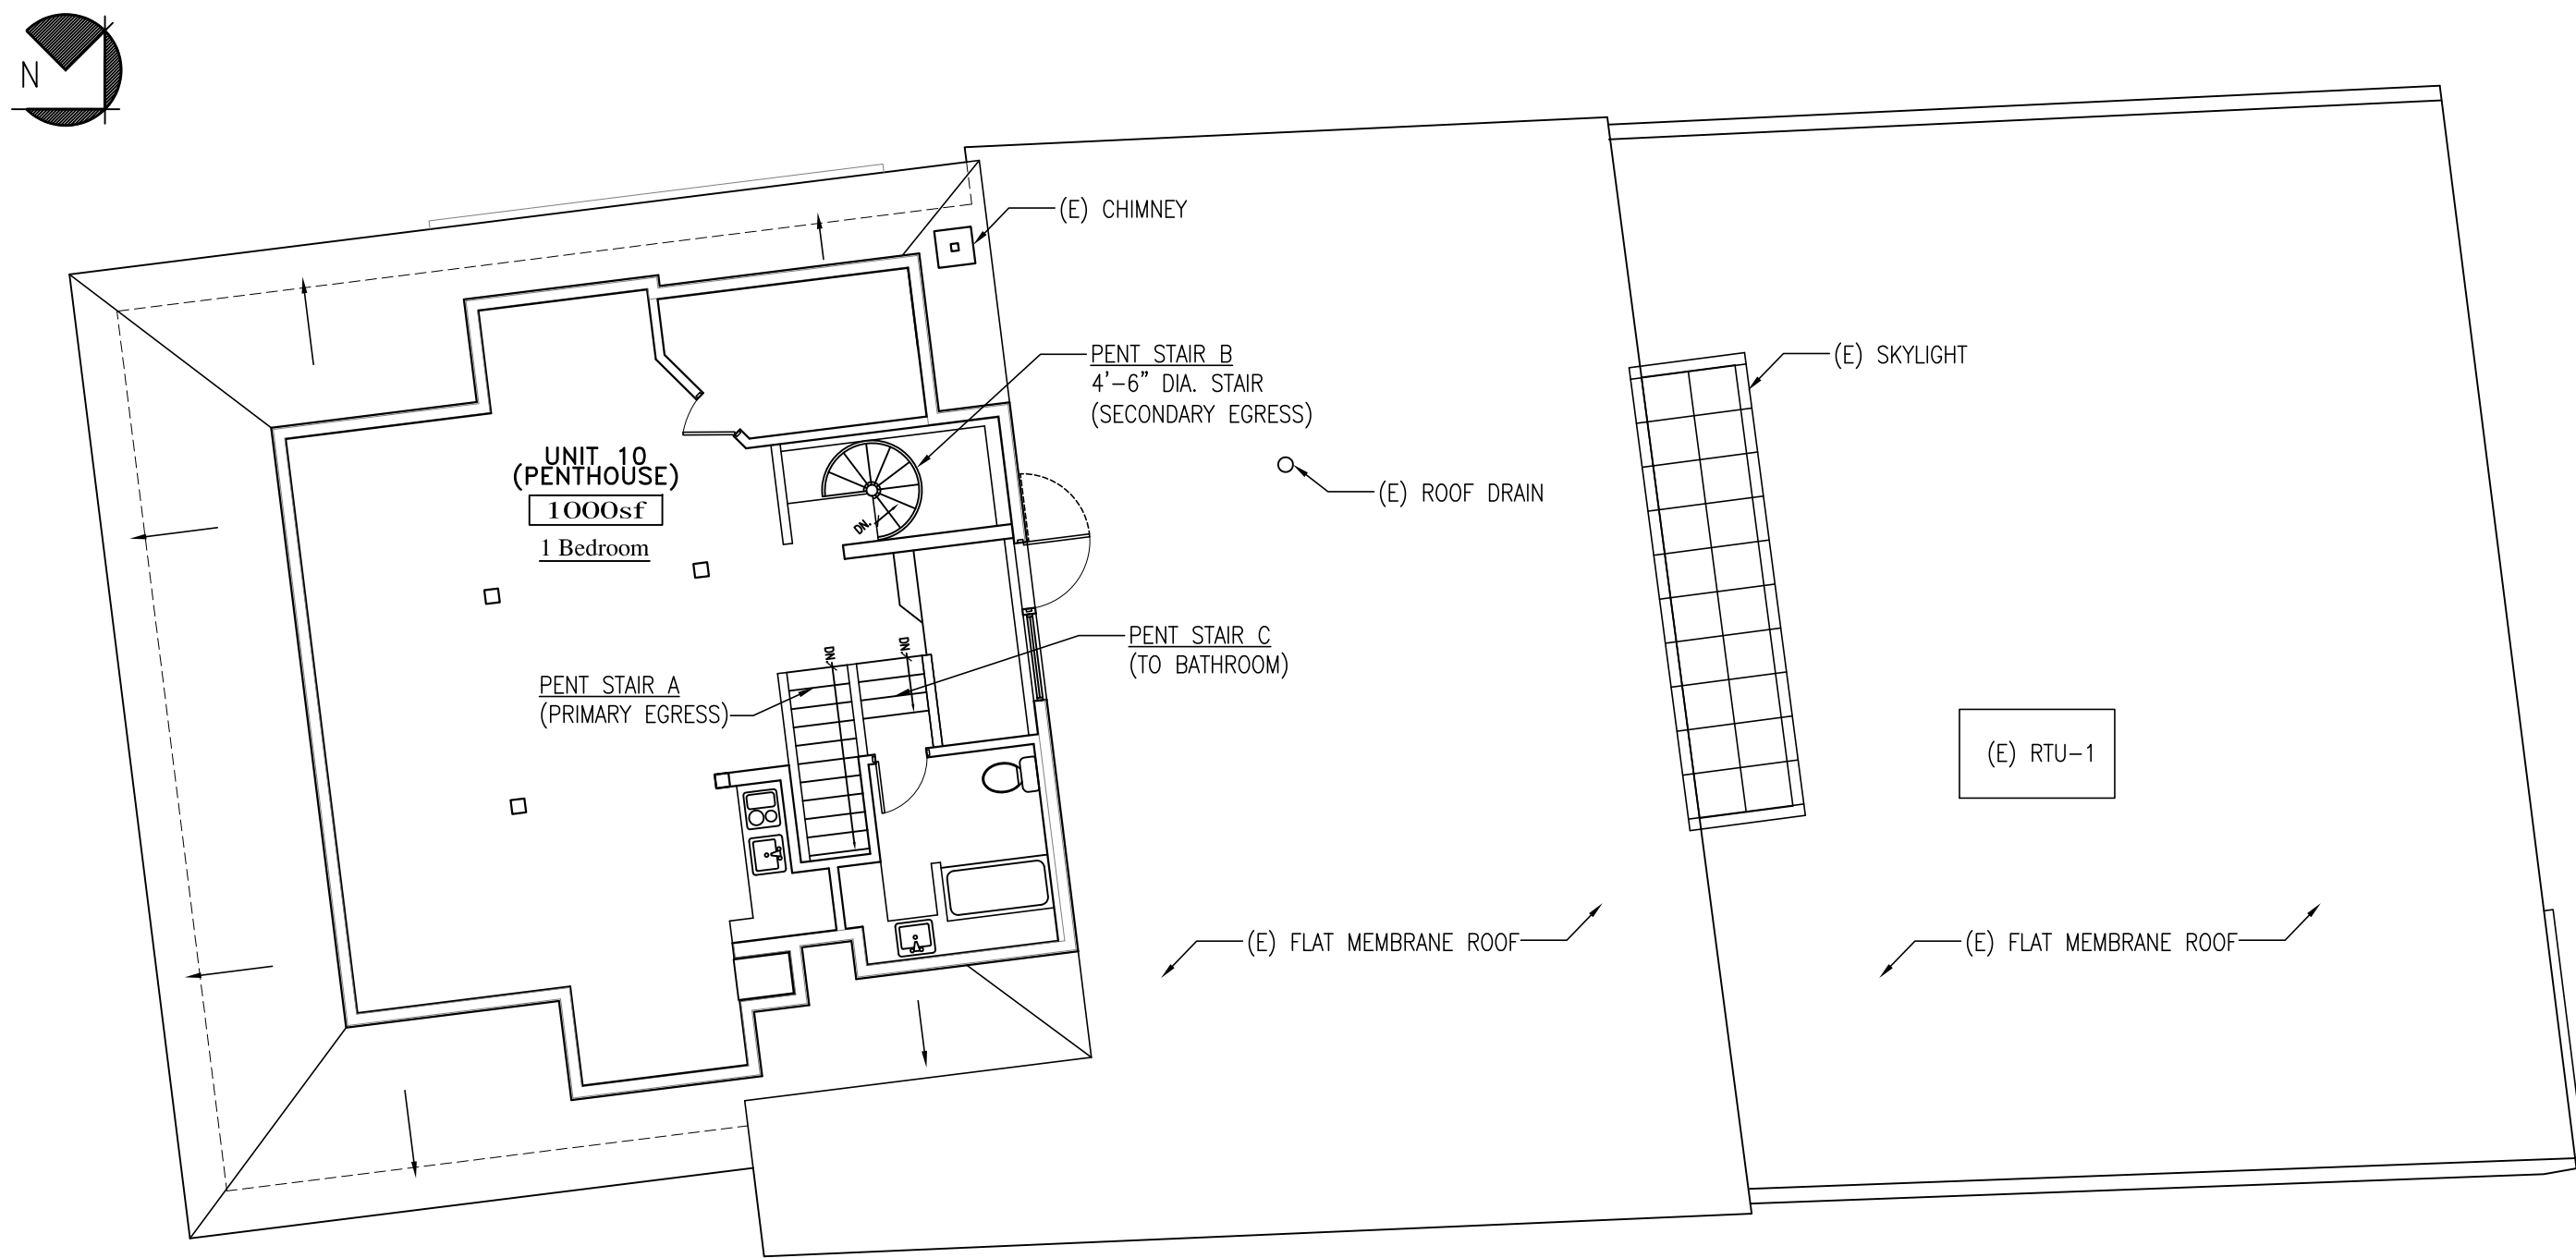 N
(E) CHIMNEY
PENT STAIR B
4'-6" DIA. STAIR
(SECONDARY EGRESS)
(E) SKYLIGHT
UNIT 10
(PENTHOUSE)
1000sf
1 Bedroom
(E) ROOF DRAIN
DN.
PENT STAIR C
(TO BATHROOM)
DN.
DN.
PENT STAIR A
(PRIMARY EGRESS)
(E) RTU-1
(E) FLAT MEMBRANE ROOF
(E) FLAT MEMBRANE ROOF